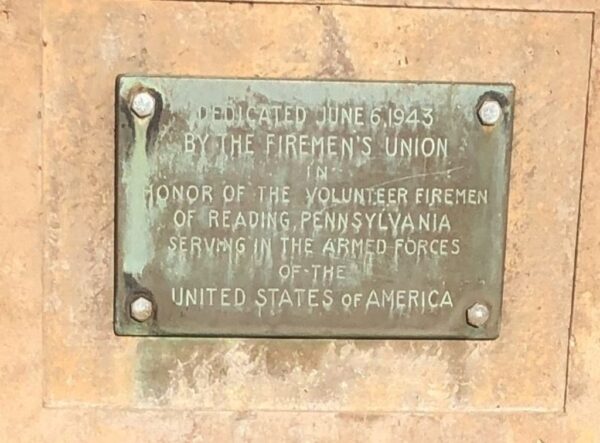 DEDICATED JUNE 6, 1943
BY THE FIREMEN'S UNION
IN
HONOR OF THE VOLUNTEER FIREMEN
OF READING, PENNSYLVANIA
SERVING IN THE ARMED FORCES
OF THE
UNITED STATES OF AMERICA